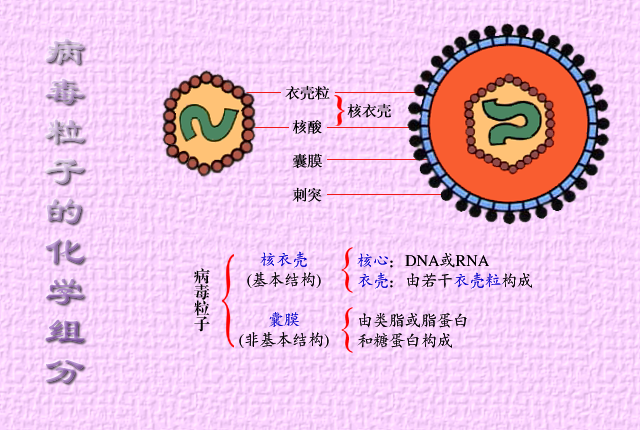 病毒粒子的化学组分
衣壳粒
核衣壳
核酸
囊膜
刺突
病毒粒子
核衣壳
(基本结构)
核心：DNA或RNA
衣壳：由若干衣壳粒构成
囊膜
(非基本结构)
由类脂或脂蛋白
和糖蛋白构成